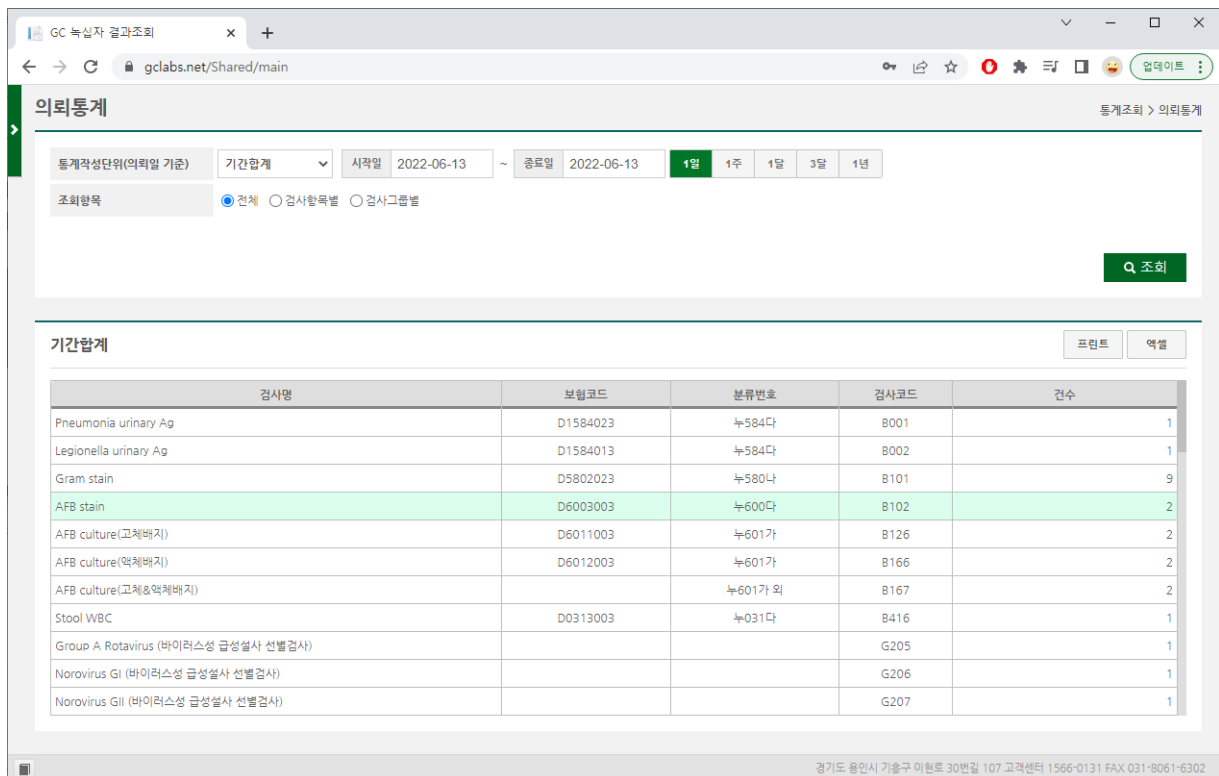 GC 녹십자 결과조회
gclabs.net/Shared/main
업데이트
의뢰통계
통계조회 > 의뢰통계
통계작성단위(의뢰일 기준) 기간합계 시작일 2022-06-13 ~ 종료일 2022-06-13 1일 1주 1달 3달 1년
조회항목 전체 검사항목별 검사그룹별
조회
기간합계 프린트 엑셀
검사명 보험코드 분류번호 검사코드 건수
Pneumonia urinary Ag D1584023 누584다 B001 1
Legionella urinary Ag D1584013 누584다 B002 1
Gram stain D5802023 누580나 B101 9
AFB stain D6003003 누600다 B102 2
AFB culture(고체배지) D6011003 누601가 B126 2
AFB culture(액체배지) D6012003 누601가 B166 2
AFB culture(고체&액체배지) 누601가 외 B167 2
Stool WBC D0313003 누031다 B416 1
Group A Rotavirus (바이러스성 급성설사 선별검사) G205 1
Norovirus GI (바이러스성 급성설사 선별검사) G206 1
Norovirus GII (바이러스성 급성설사 선별검사) G207 1
경기도 용인시 기흥구 이현로 30번길 107 고객센터 1566-0131 FAX 031-8061-6302